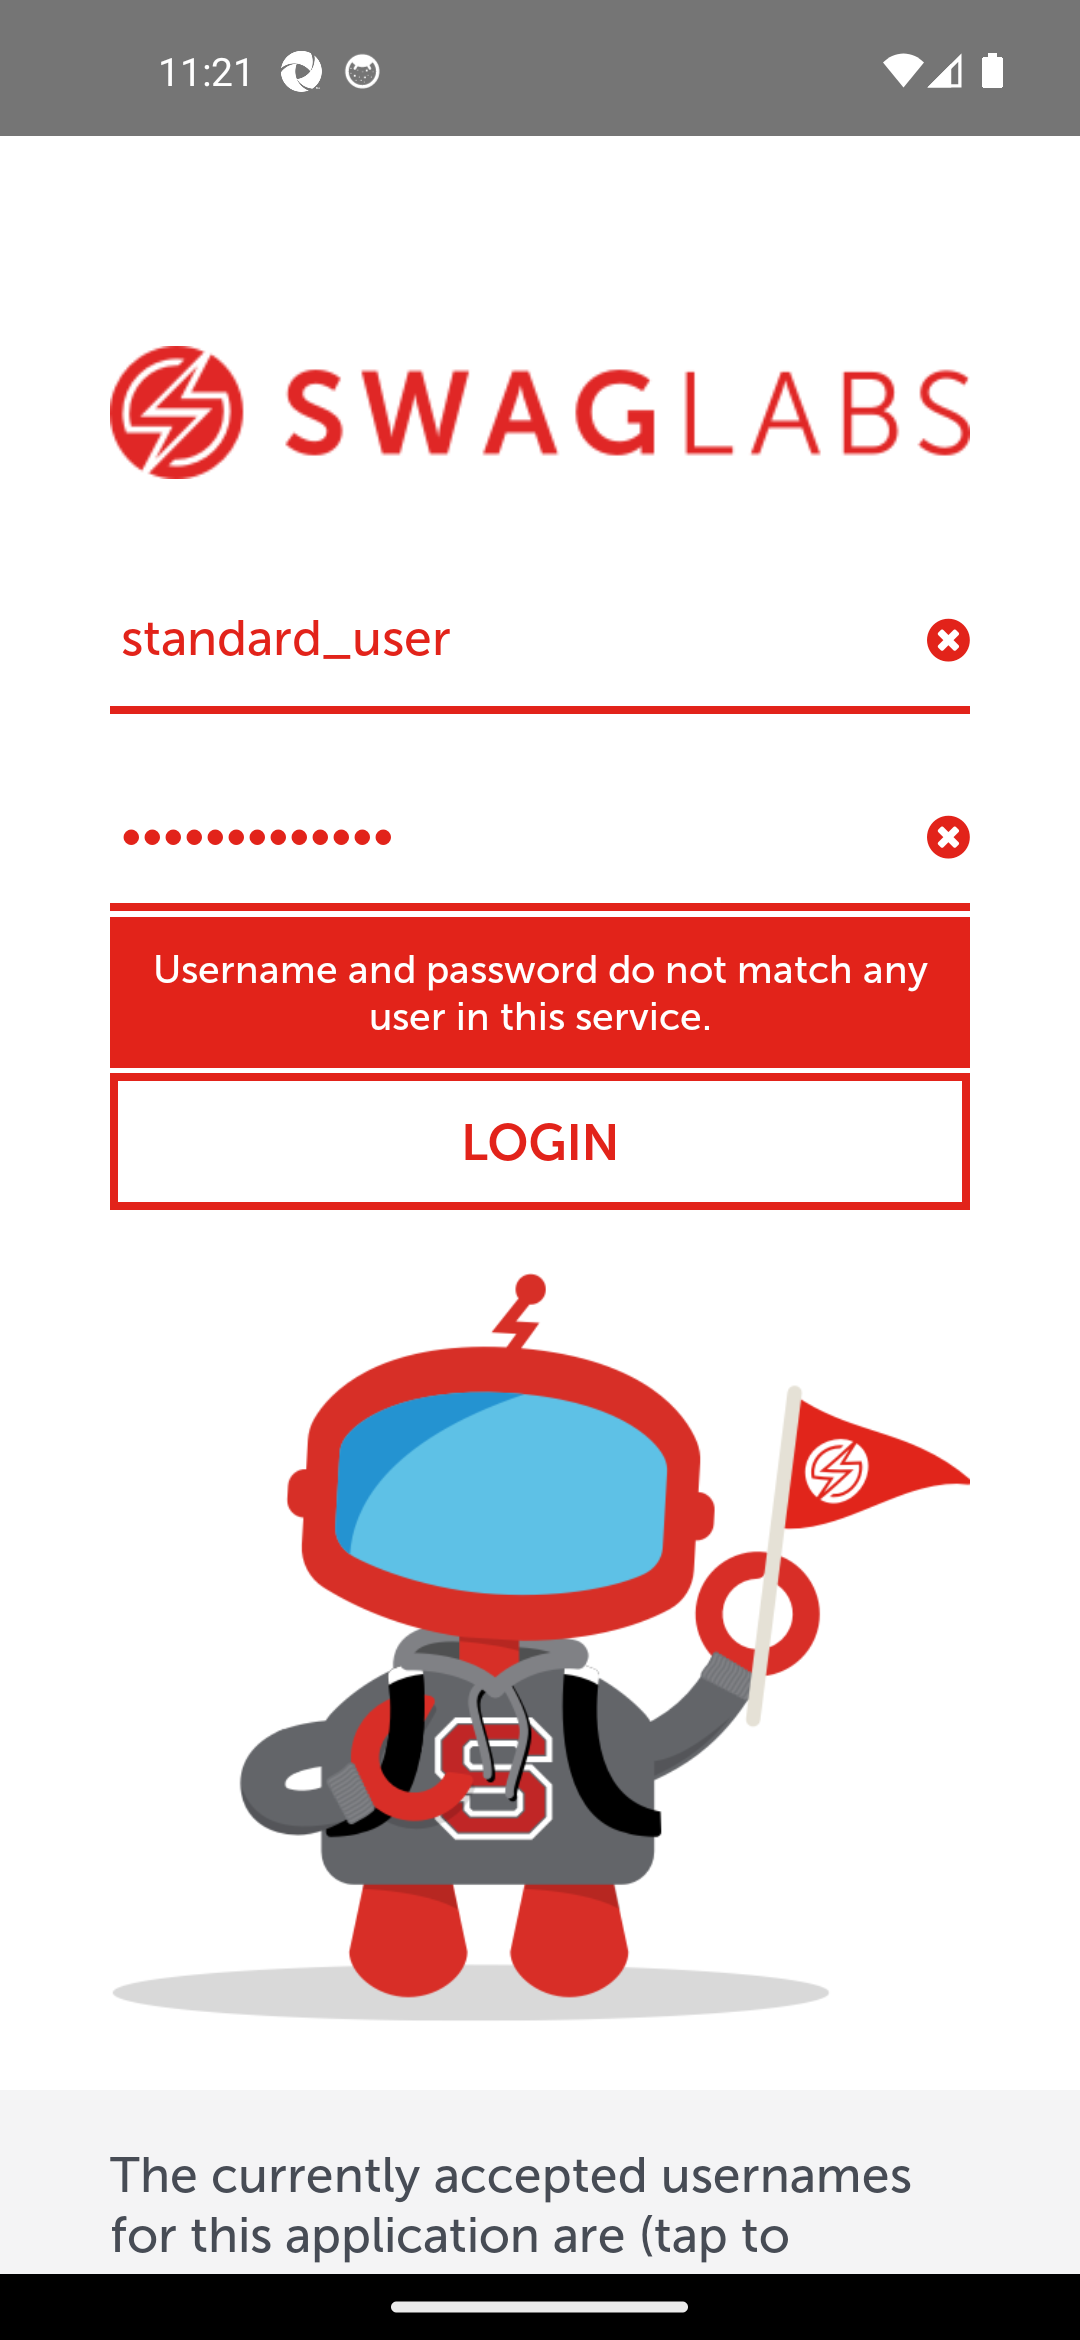 11:21
SWAGLABS
standard_user
•••••••••••••
Username and password do not match any
user in this service.
LOGIN
S
The currently accepted usernames
for this application are (tap to